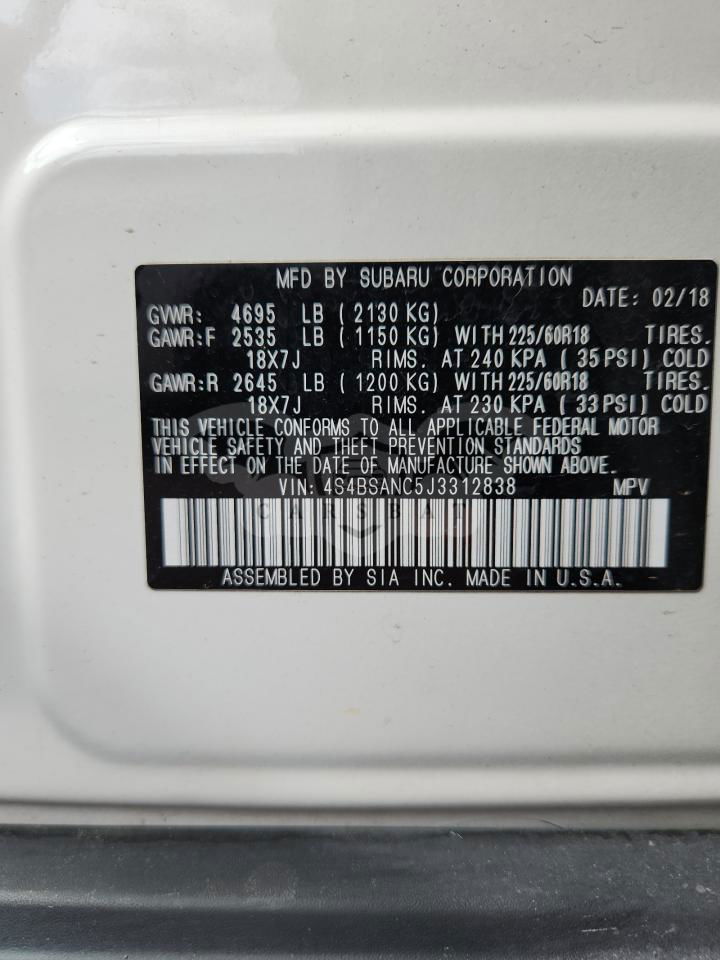 MFD BY SUBARU CORPORATION
DATE: 02/18
GVWR: 4695 LB (2130 KG)
GAWR:F 2535 LB (1150 KG) WITH 225/60R18 TIRES.
18X7J RIMS. AT 240 KPA (35 PSI) COLD
GAWR:R 2645 LB (1200 KG) WITH 225/60R18 TIRES.
18X7J RIMS. AT 230 KPA (33 PSI) COLD
THIS VEHICLE CONFORMS TO ALL APPLICABLE FEDERAL MOTOR
VEHICLE SAFETY AND THEFT PREVENTION STANDARDS
IN EFFECT ON THE DATE OF MANUFACTURE SHOWN ABOVE.
VIN: 4S4BSANC5J3312838 MPV
CARSBAT
ASSEMBLED BY SIA INC. MADE IN U.S.A.